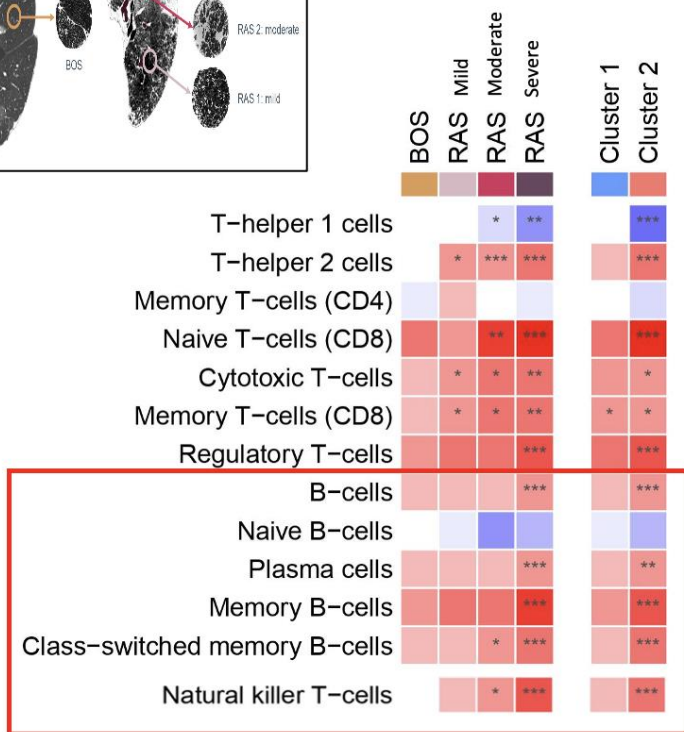 RAS 2: moderate
BOS
RAS 1: mild
BOS
RAS Mild
RAS Moderate
RAS Severe
Cluster 1
Cluster 2
T-helper 1 cells * ** ***
T-helper 2 cells * *** *** ***
Memory T-cells (CD4)
Naive T-cells (CD8) ** *** ***
Cytotoxic T-cells * * ** *
Memory T-cells (CD8) * * ** * *
Regulatory T-cells *** ***
B-cells *** ***
Naive B-cells
Plasma cells *** **
Memory B-cells *** ***
Class-switched memory B-cells * *** ***
Natural killer T-cells * *** ***